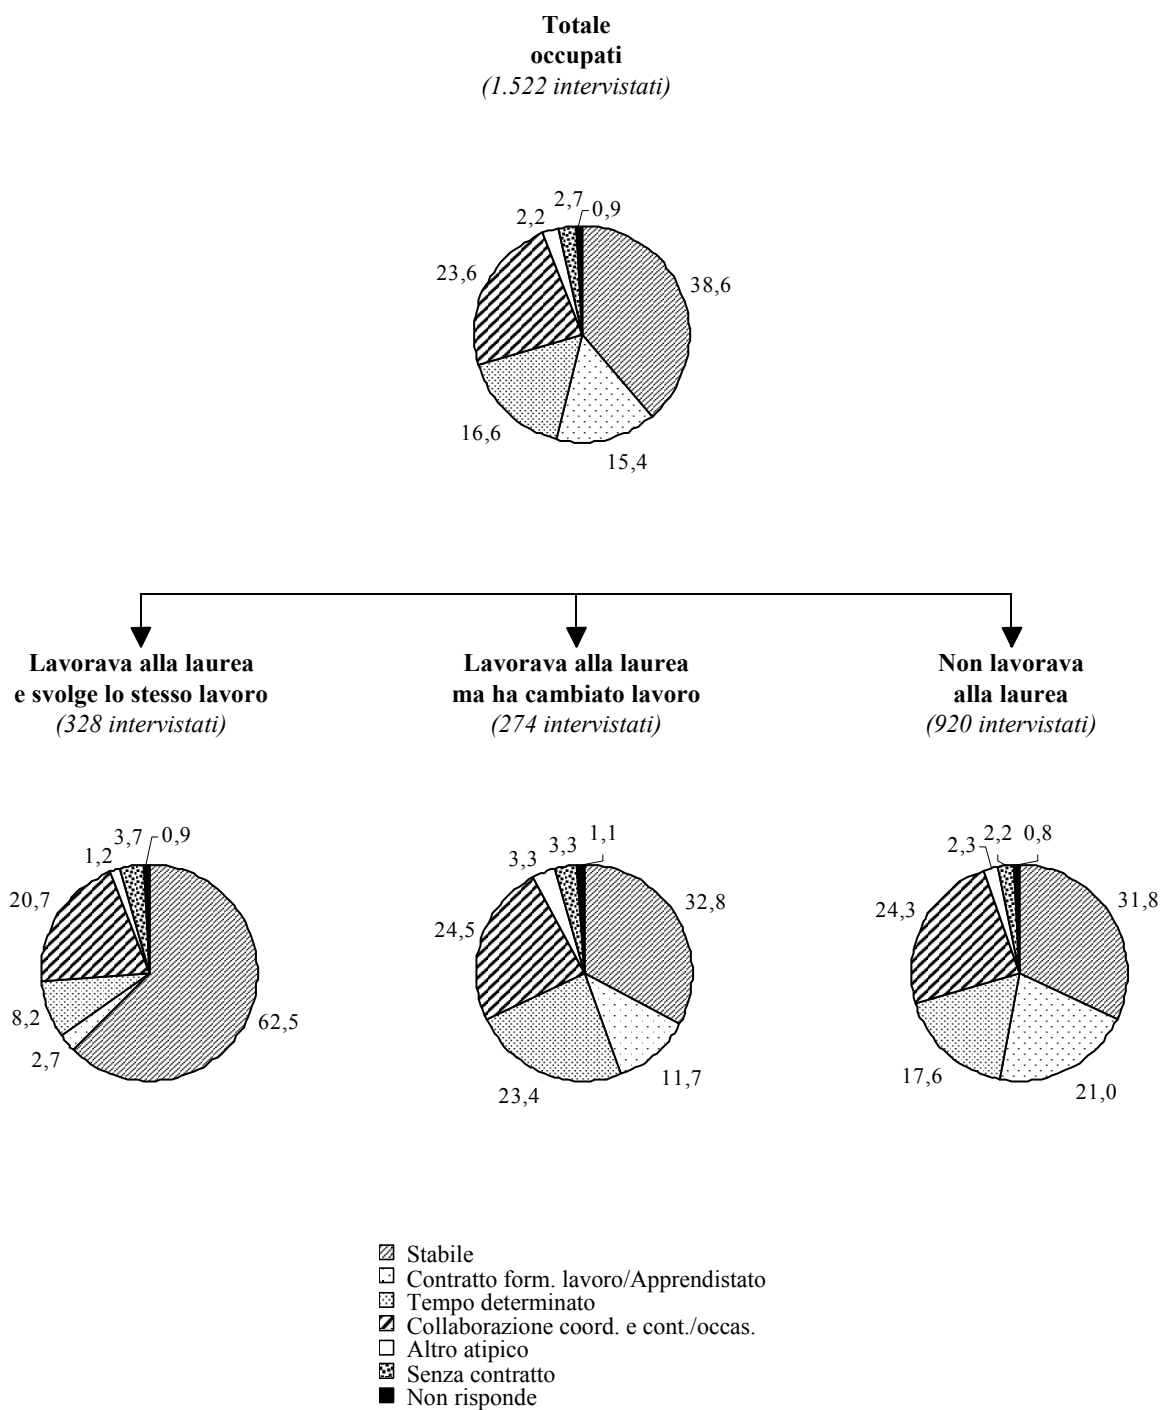 Totale
occupati
(1.522 intervistati)
2,2
2,7
0,9
23,6
38,6
16,6
15,4
Lavorava alla laurea
e svolge lo stesso lavoro
(328 intervistati)
Lavorava alla laurea
ma ha cambiato lavoro
(274 intervistati)
Non lavorava
alla laurea
(920 intervistati)
1,2
3,7
0,9
20,7
8,2
2,7
62,5
3,3
3,3
1,1
24,5
32,8
23,4
11,7
2,3
2,2
0,8
24,3
31,8
17,6
21,0
Stabile
Contratto form. lavoro/Apprendistato
Tempo determinato
Collaborazione coord. e cont./occas.
Altro atipico
Senza contratto
Non risponde